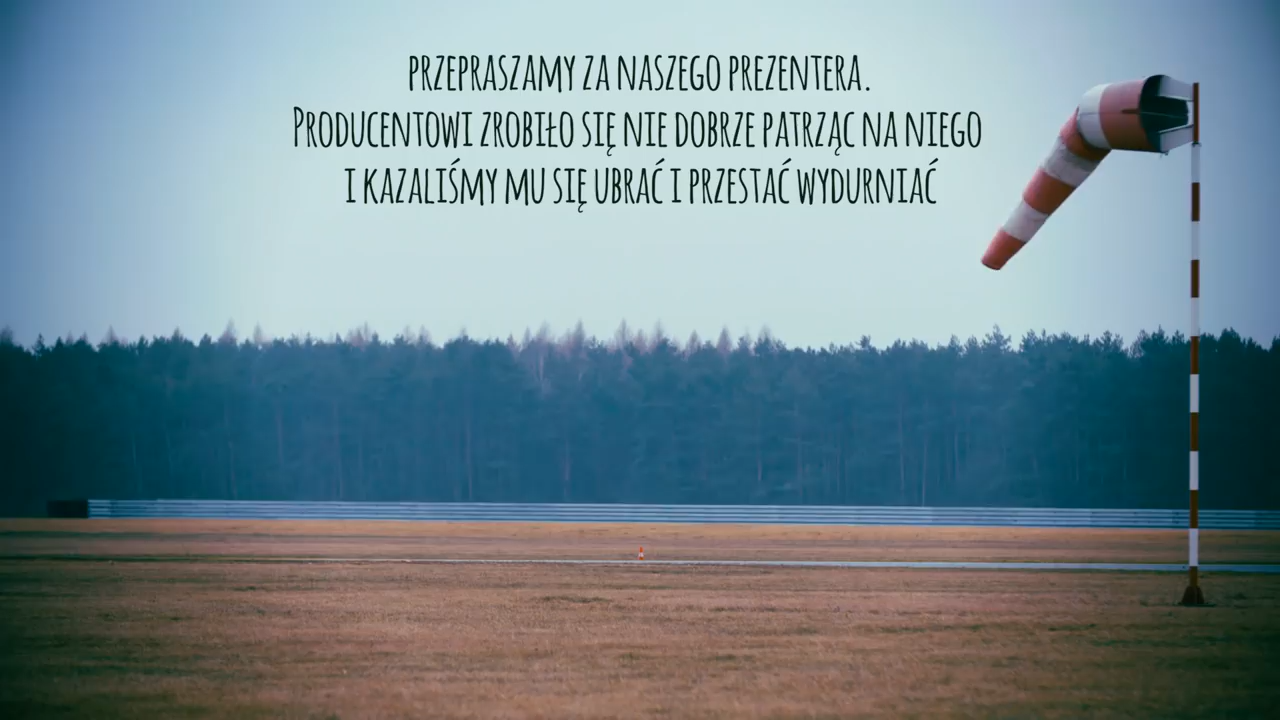 PRZEPRASZAMY ZA NASZEGO PREZENTERA.
PRODUCENTOWI ZROBIŁO SIĘ NIE DOBRZE PATRZĄC NA NIEGO
I KAZALIŚMY MU SIĘ UBRAĆ I PRZESTAĆ WYDURNIAĆ